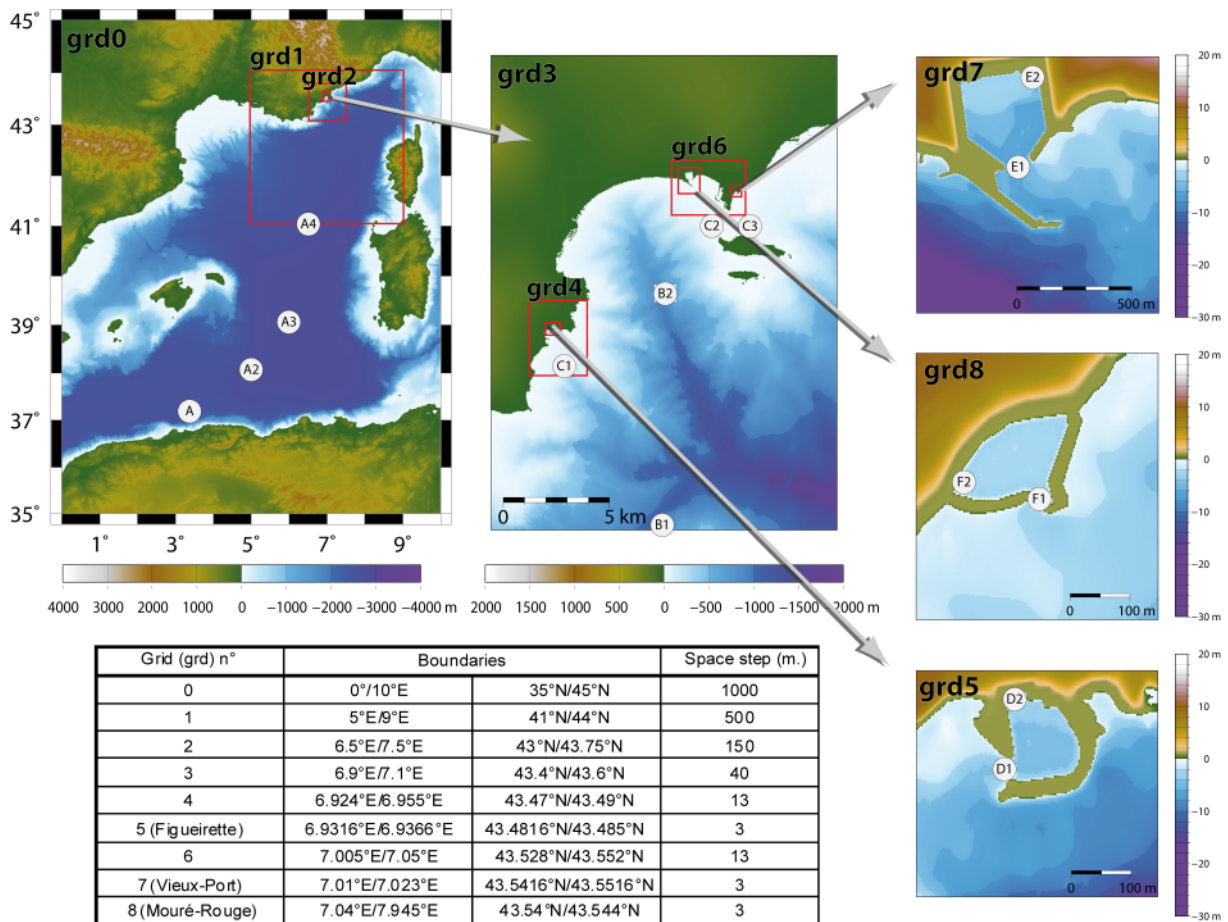 grd0
grd1
grd2
45°
43°
41°
39°
37°
35°
1° 3° 5° 7° 9°
A4
A3
A2
A
4000 3000 2000 1000 0 −1000 −2000 −3000 −4000 m
grd3
grd6
grd4
C2
C3
B2
C1
B1
0 5 km
2000 1500 1000 500 0 −500 −1000 −1500 −2000 m
grd7
E2
E1
0 500 m
20 m
10
0
−10
−20
−30 m
grd8
F2
F1
0 100 m
20 m
10
0
−10
−20
−30 m
grd5
D2
D1
0 100 m
20 m
10
0
−10
−20
−30 m
Grid (grd) n° Boundaries Space step (m.)
0 0°/10°E 35°N/45°N 1000
1 5°E/9°E 41°N/44°N 500
2 6.5°E/7.5°E 43°N/43.75°N 150
3 6.9°E/7.1°E 43.4°N/43.6°N 40
4 6.924°E/6.955°E 43.47°N/43.49°N 13
5 (Figueirette) 6.9316°E/6.9366°E 43.4816°N/43.485°N 3
6 7.005°E/7.05°E 43.528°N/43.552°N 13
7 (Vieux-Port) 7.01°E/7.023°E 43.5416°N/43.5516°N 3
8 (Mouré-Rouge) 7.04°E/7.945°E 43.54°N/43.544°N 3